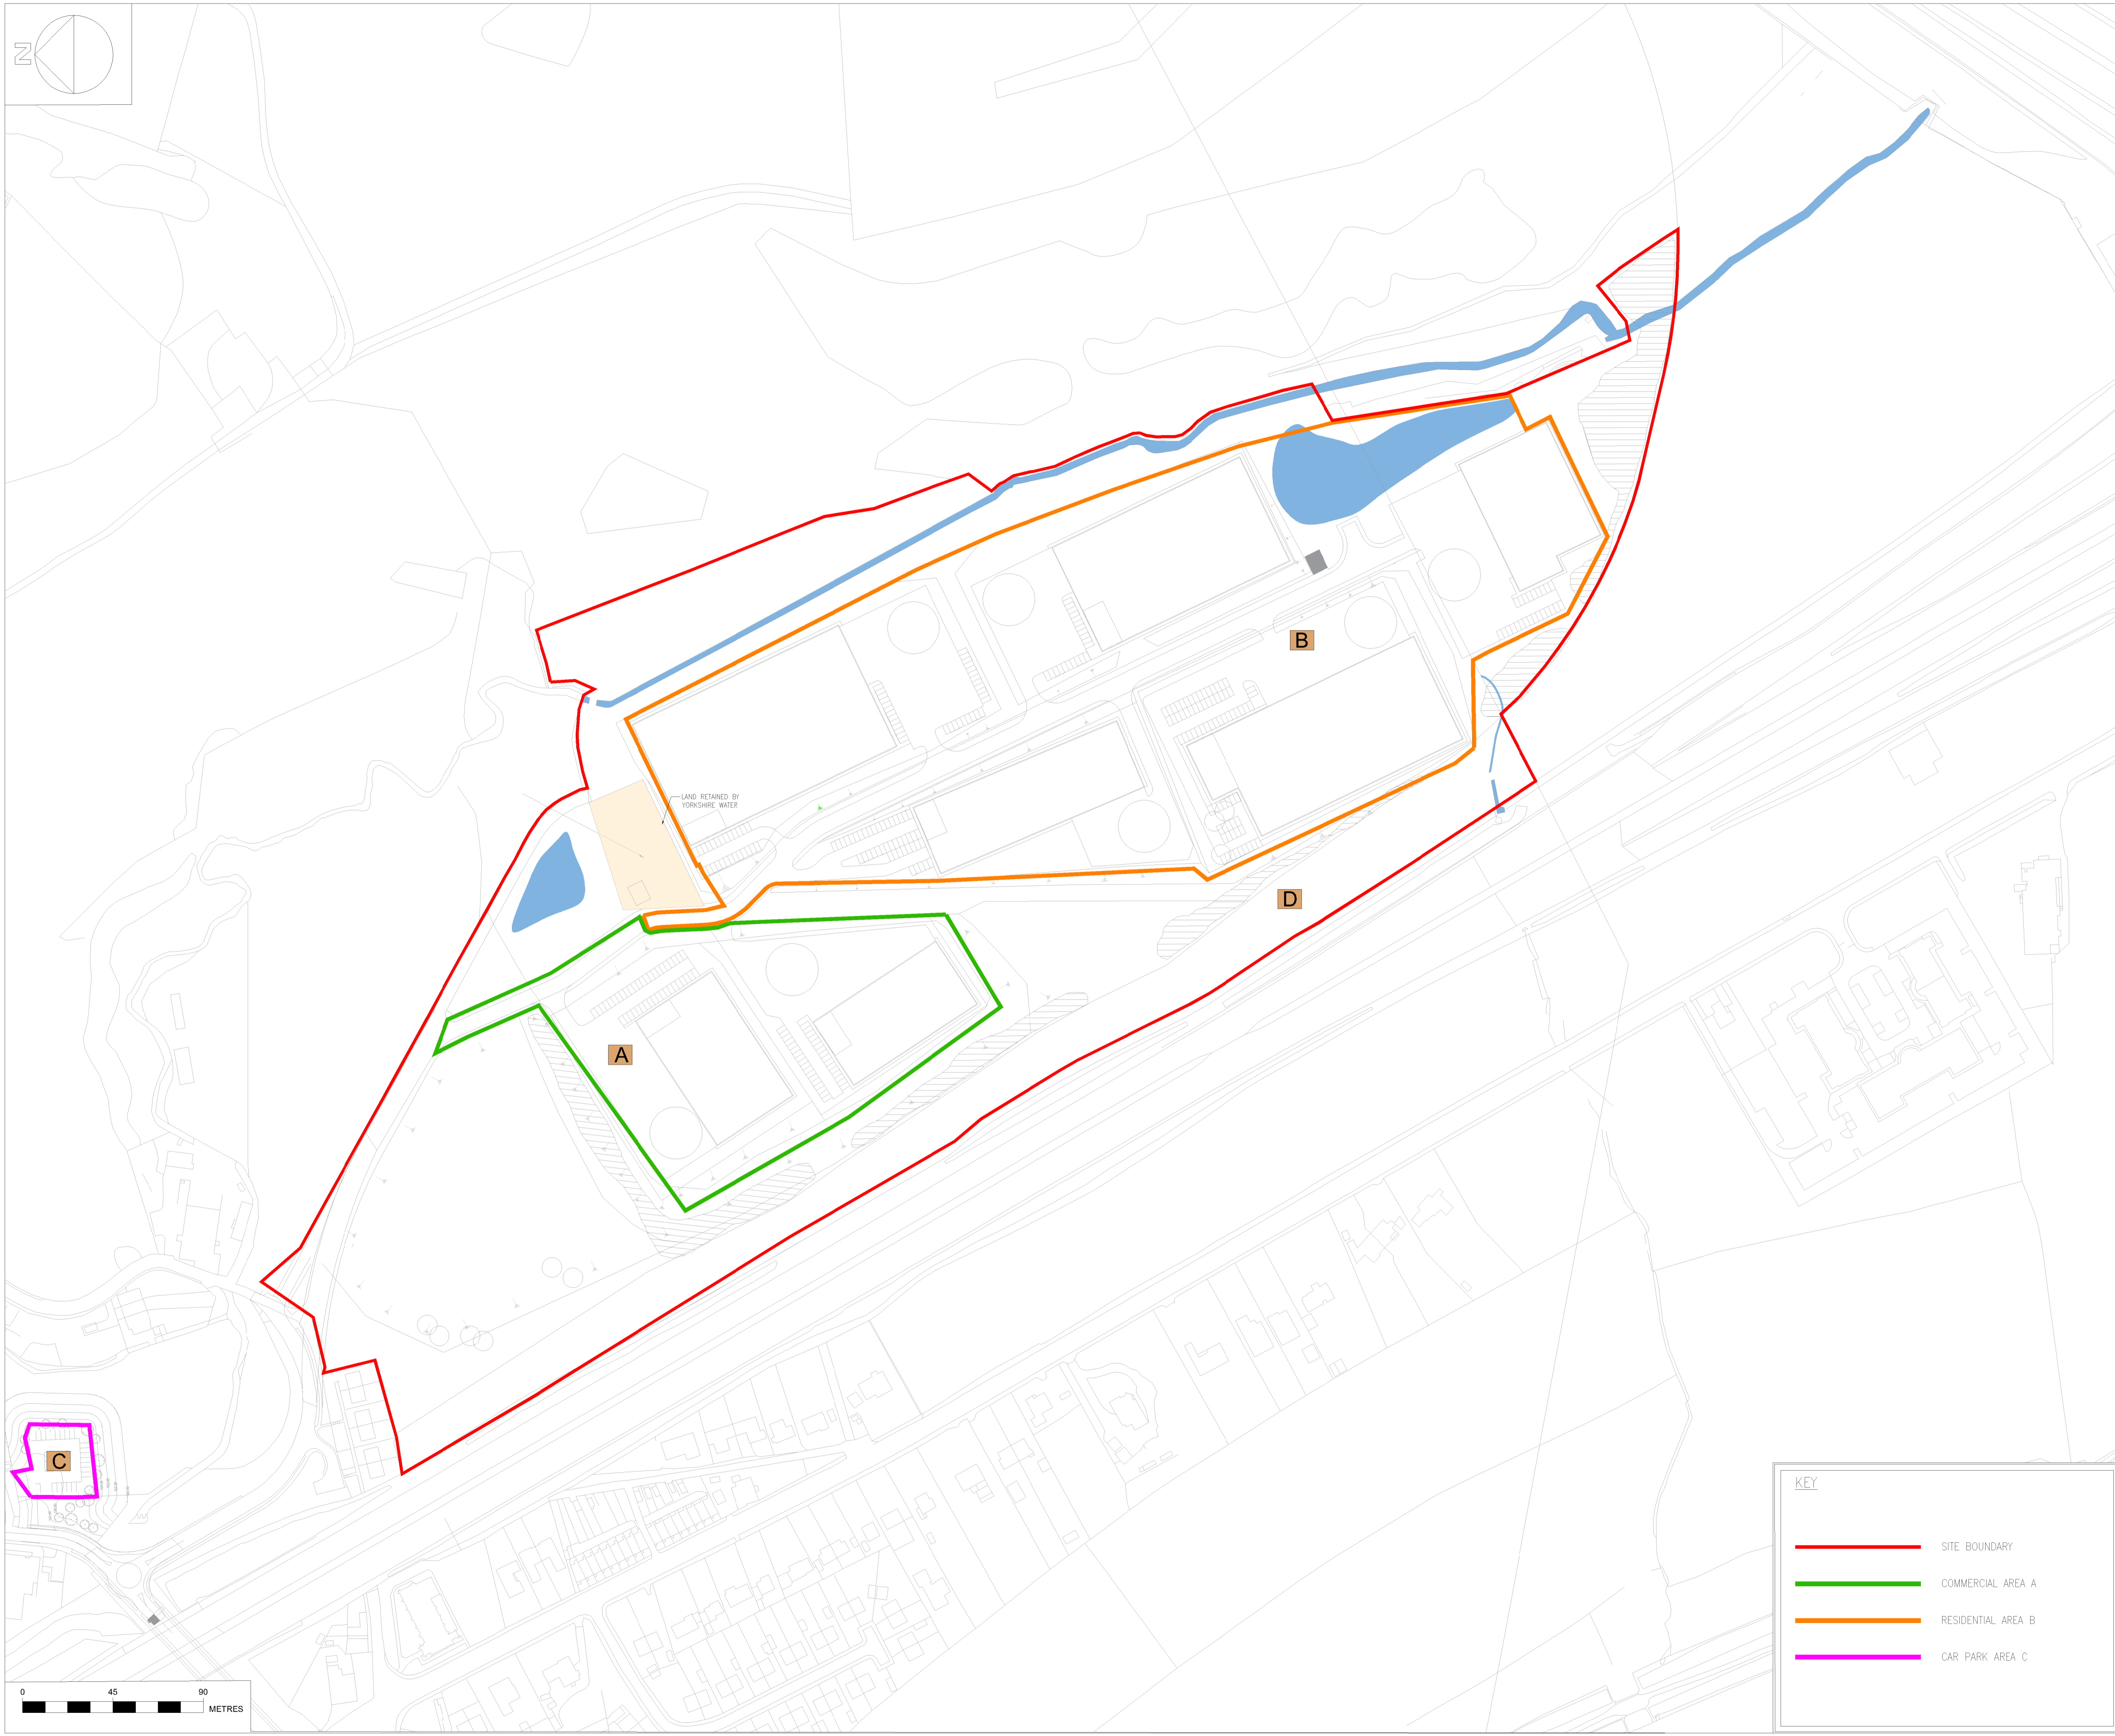 N
LAND RETAINED BY
YORKSHIRE WATER
B
D
A
C
KEY
SITE BOUNDARY
COMMERCIAL AREA A
RESIDENTIAL AREA B
CAR PARK AREA C
0 45 90
METRES